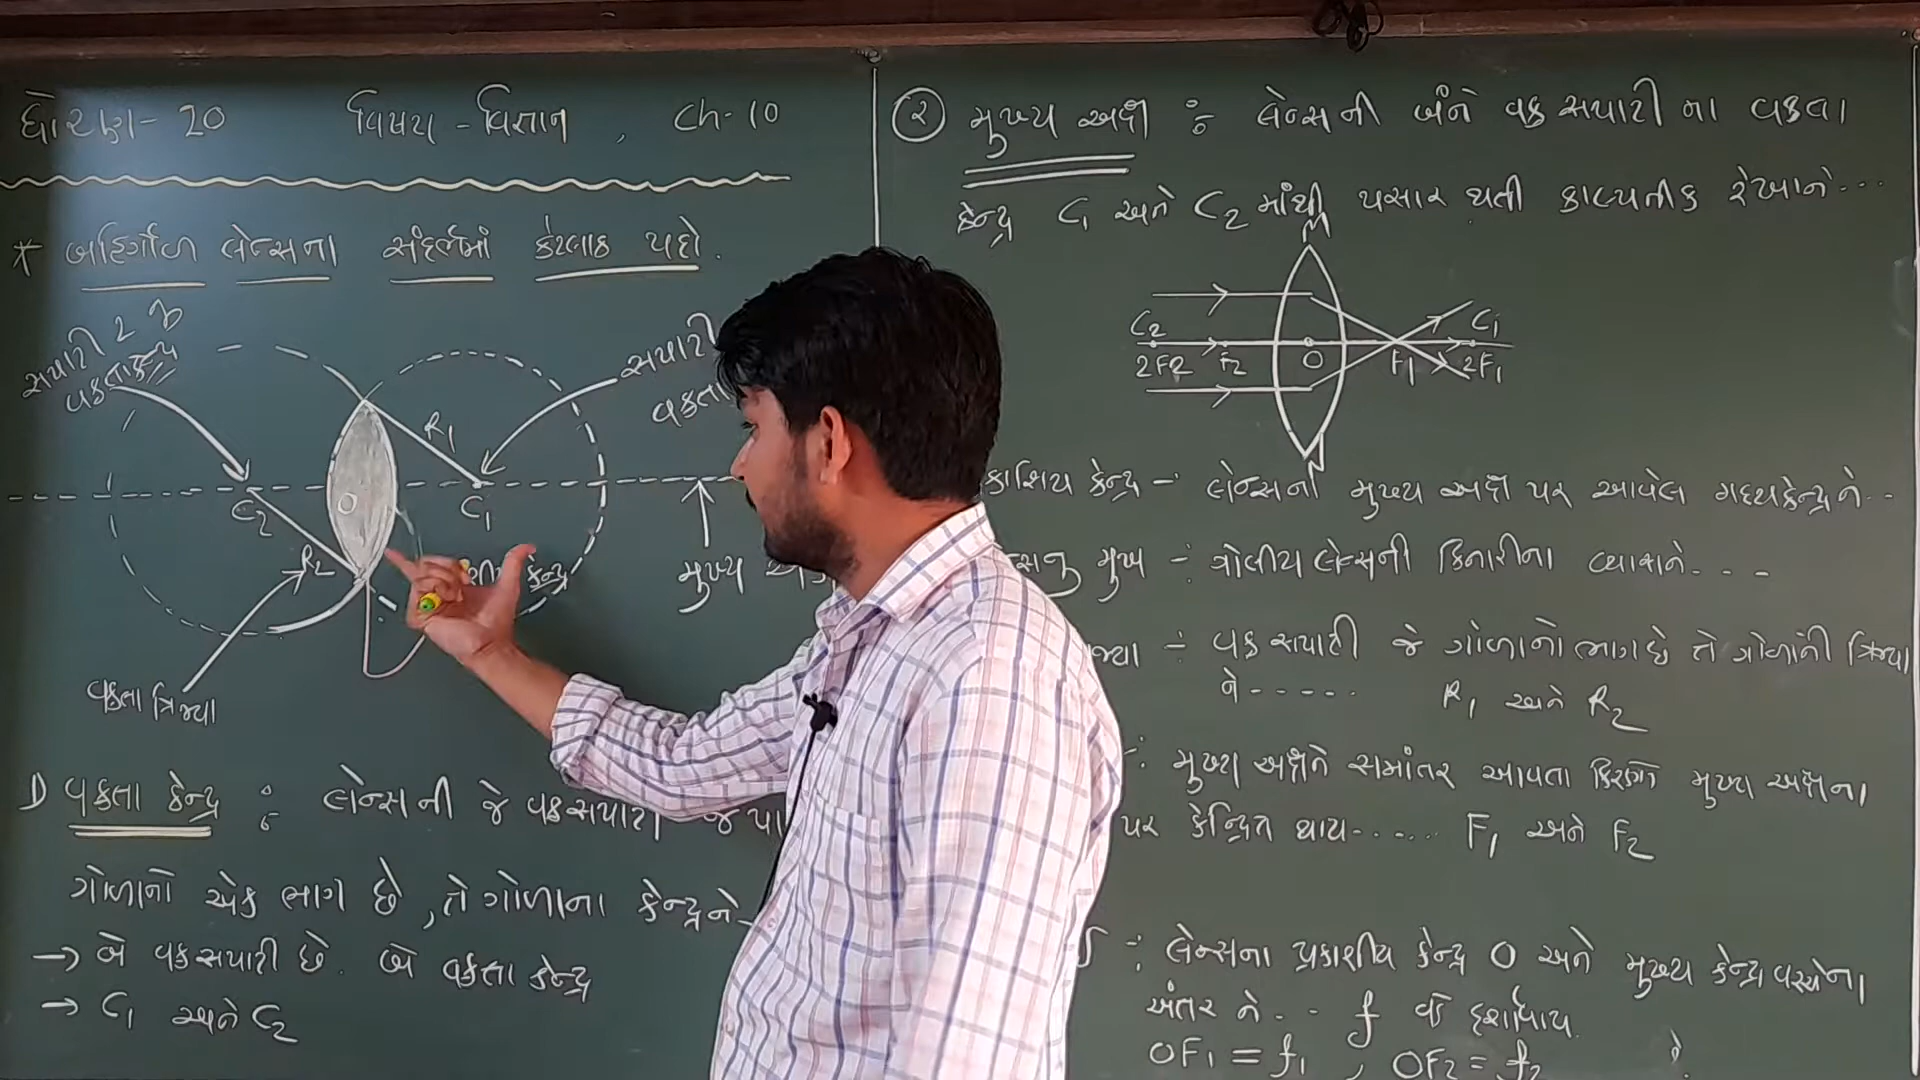 ધોરણ - 10 વિષય - વિજ્ઞાન , Ch - 10
* બહિર્ગોળ લેન્સના સંદર્ભમાં કેટલાક પદો.
સપાટી 2 નું
વક્રતાકેન્દ્ર
સપાટી
વક્રતા
R1
C2
O
C1
R2
કેન્દ્ર
મુખ્ય
વક્રતા ત્રિજ્યા
1) વક્રતા કેન્દ્ર : લેન્સની જે વક્રસપાટી જે
ગોળાનો એક ભાગ છે , તે ગોળાના કેન્દ્રને
→ બે વક્રસપાટી છે. બે વક્રતા કેન્દ્ર
→ C1 અને C2
૨ મુખ્ય અક્ષ : લેન્સની બંને વક્રસપાટી ના વક્રતા
કેન્દ્ર C1 અને C2 માંથી પસાર થતી કાલ્પનીક રેખાને ...
M
C2 C1
2F2 F2 O F1 2F1
N
કાશિય કેન્દ્ર - : લેન્સના મુખ્ય અક્ષ પર આવેલ મધ્યકેન્દ્રને ..
મુખ - : ગોલીય લેન્સની કિનારીના વ્યાસને . . .
જ્યા - : વક્ર સપાટી જે ગોળાનો ભાગ છે તે ગોળાની ત્રિજ્યા
ને - - - - - R1 અને R2
: મુખ્ય અક્ષને સમાંતર આવતા કિરણો મુખ્ય અક્ષના
પર કેન્દ્રિત થાય ...... F1 અને F2
: લેન્સના પ્રકાશીય કેન્દ્ર O અને મુખ્ય કેન્દ્ર વચ્ચેના
અંતર ને . . f વડે દર્શાવાય
OF1 = f1 , OF2 = f2